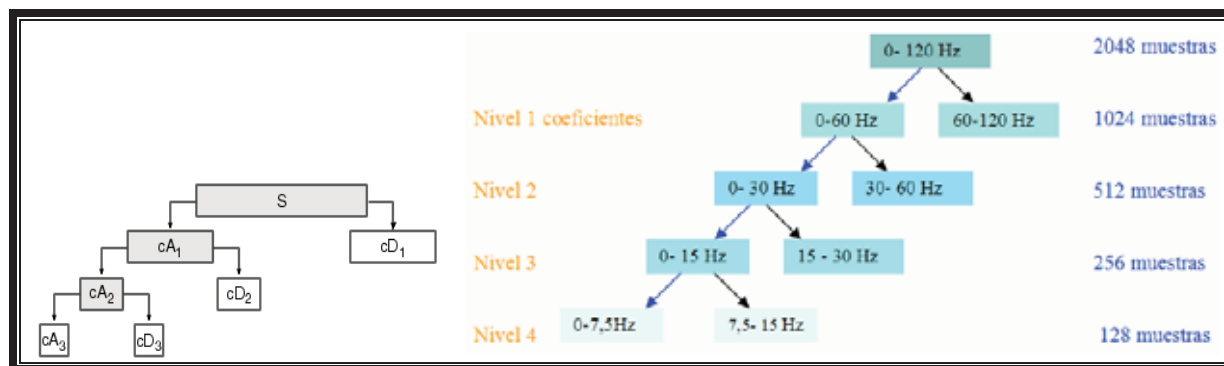 S
cA1 cD1
cA2 cD2
cA3 cD3
0- 120 Hz 2048 muestras
Nivel 1 coeficientes 0-60 Hz 60-120 Hz 1024 muestras
Nivel 2 0- 30 Hz 30- 60 Hz 512 muestras
Nivel 3 0- 15 Hz 15 - 30 Hz 256 muestras
Nivel 4 0-7,5Hz 7,5- 15 Hz 128 muestras